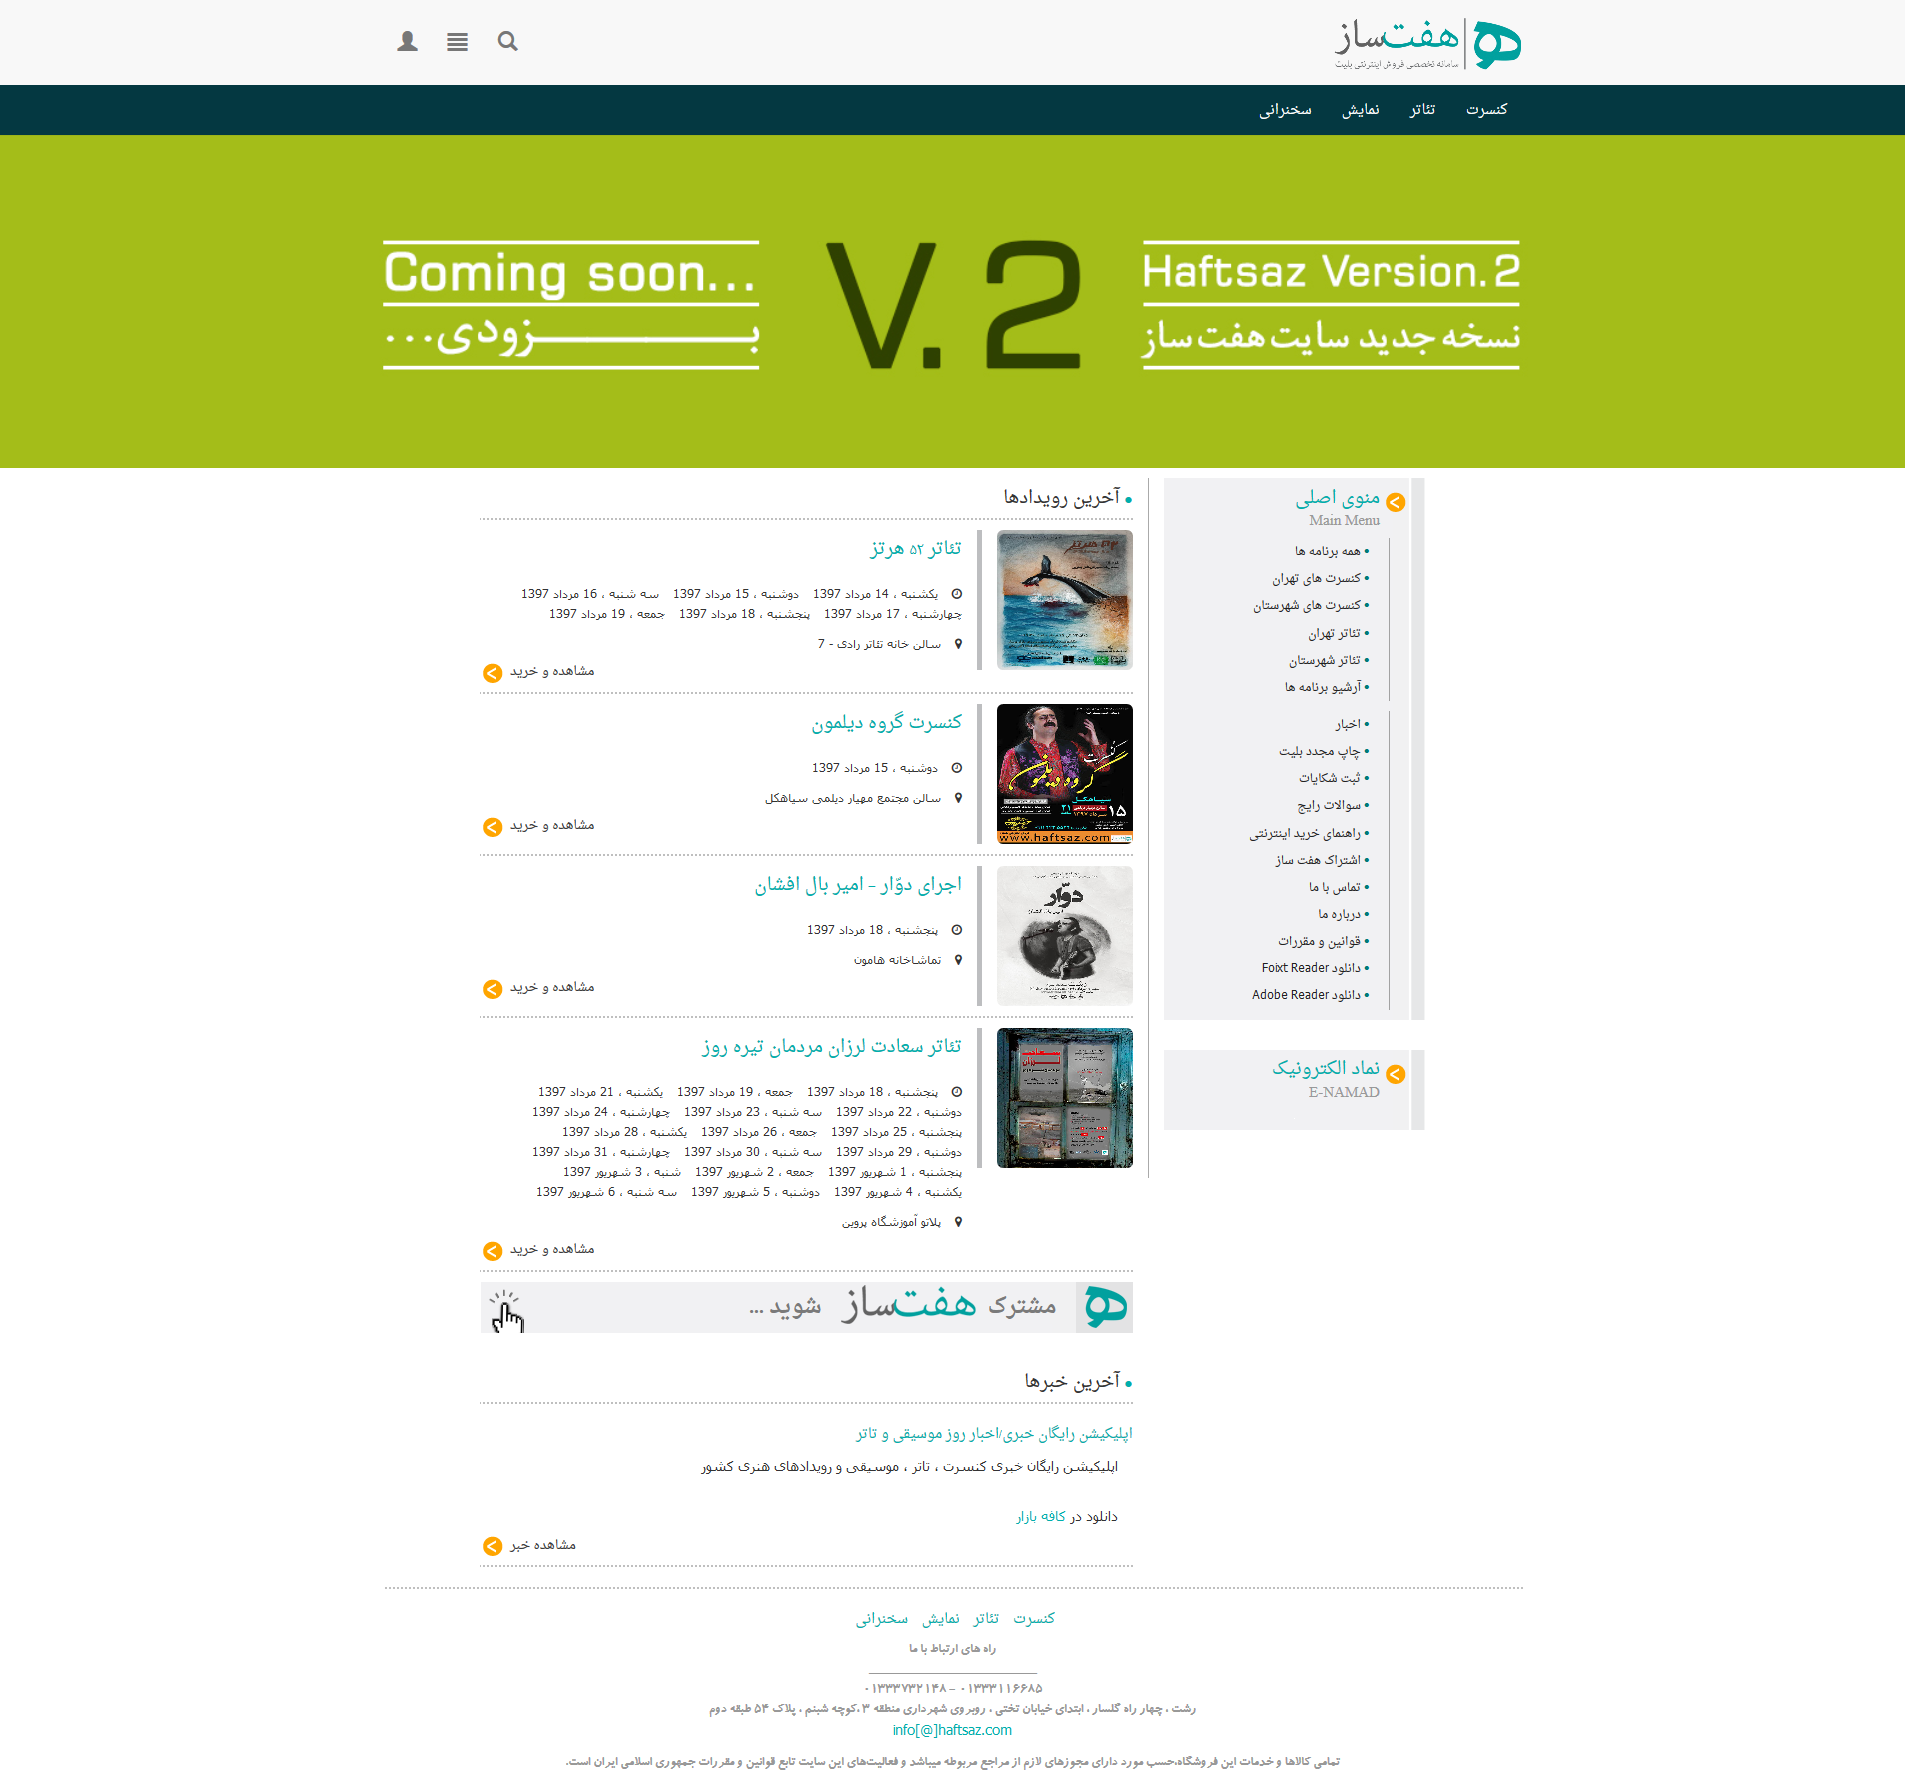 هفت‌ساز
سامانه تخصصی فروش اینترنتی بلیت
کنسرت
تئاتر
نمایش
سخنرانی
Haftsaz Version.2
نسخه جدید سایت هفت ساز
V.2
Coming soon...
بـــزودی...
منوی اصلی
Main Menu
• همه برنامه ها
• کنسرت های تهران
• کنسرت های شهرستان
• تئاتر تهران
• تئاتر شهرستان
• آرشیو برنامه ها
• اخبار
• چاپ مجدد بلیت
• ثبت شکایات
• سوالات رایج
• راهنمای خرید اینترنتی
• اشتراک هفت ساز
• تماس با ما
• درباره ما
• قوانین و مقررات
• دانلود Foixt Reader
• دانلود Adobe Reader
نماد الکترونیک
E-NAMAD
• آخرین رویدادها
تئاتر ۵۲ هرتز
یکشنبه ، 14 مرداد 1397 دوشنبه ، 15 مرداد 1397 سه شنبه ، 16 مرداد 1397
چهارشنبه ، 17 مرداد 1397 پنجشنبه ، 18 مرداد 1397 جمعه ، 19 مرداد 1397
سالن خانه تئاتر رادی - 7
مشاهده و خرید
کنسرت گروه دیلمون
دوشنبه ، 15 مرداد 1397
سالن مجتمع مهیار دیلمی سیاهکل
مشاهده و خرید
کنسرت
گروه دیلمون
سیاهکل
۱۵
www.haftsaz.com
اجرای دوّار - امیر بال افشان
پنجشنبه ، 18 مرداد 1397
تماشاخانه هامون
مشاهده و خرید
دوّار
تئاتر سعادت لرزان مردمان تیره روز
پنجشنبه ، 18 مرداد 1397 جمعه ، 19 مرداد 1397 یکشنبه ، 21 مرداد 1397
دوشنبه ، 22 مرداد 1397 سه شنبه ، 23 مرداد 1397 چهارشنبه ، 24 مرداد 1397
پنجشنبه ، 25 مرداد 1397 جمعه ، 26 مرداد 1397 یکشنبه ، 28 مرداد 1397
دوشنبه ، 29 مرداد 1397 سه شنبه ، 30 مرداد 1397 چهارشنبه ، 31 مرداد 1397
پنجشنبه ، 1 شهریور 1397 جمعه ، 2 شهریور 1397 شنبه ، 3 شهریور 1397
یکشنبه ، 4 شهریور 1397 دوشنبه ، 5 شهریور 1397 سه شنبه ، 6 شهریور 1397
پلاتو آموزشگاه پروین
مشاهده و خرید
مشترک هفت‌ساز شوید ...
• آخرین خبرها
اپلیکیشن رایگان خبری/اخبار روز موسیقی و تاتر
اپلیکیشن رایگان خبری کنسرت ، تاتر ، موسیقی و رویدادهای هنری کشور
دانلود در کافه بازار
مشاهده خبر
کنسرت تئاتر نمایش سخنرانی
راه های ارتباط با ما
۰۱۳۳۳۱۱۶۶۸۵ – ۰۱۳۳۳۷۳۲۱۴۸
رشت ، چهار راه گلسار ، ابتدای خیابان تختی ، روبروی شهرداری منطقه ۳ ،کوچه شبنم ، پلاک ۵۴ طبقه دوم
info[@]haftsaz.com
تمامی کالاها و خدمات این فروشگاه،حسب مورد دارای مجوزهای لازم از مراجع مربوطه میباشد و فعالیت‌های این سایت تابع قوانین و مقررات جمهوری اسلامی ایران است.